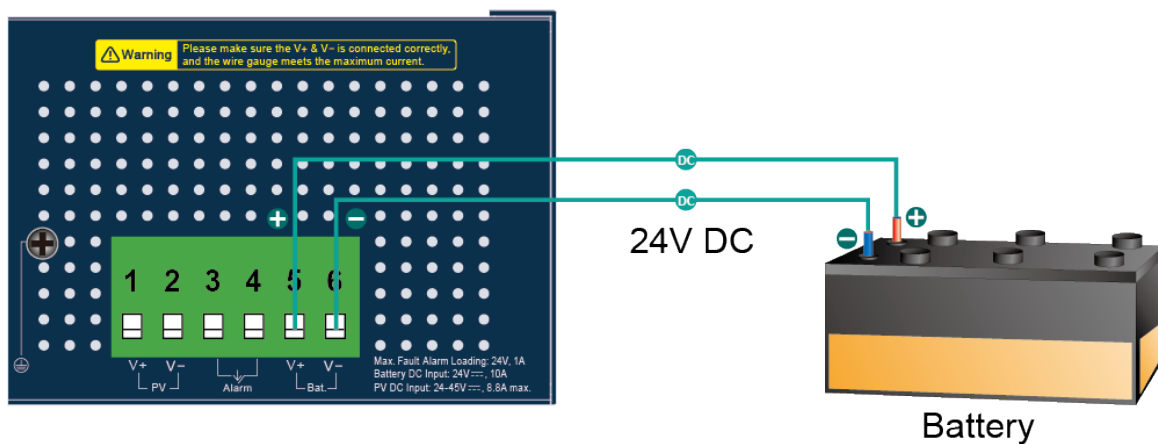 Warning
Please make sure the V+ & V− is connected correctly,
and the wire gauge meets the maximum current.
DC
DC
+ −
24V DC
− +
1 2 3 4 5 6
V+ V− V+ V−
PV Alarm Bat.
Max. Fault Alarm Loading: 24V, 1A
Battery DC Input: 24V⎓, 10A
PV DC Input: 24-45V⎓, 8.8A max.
Battery